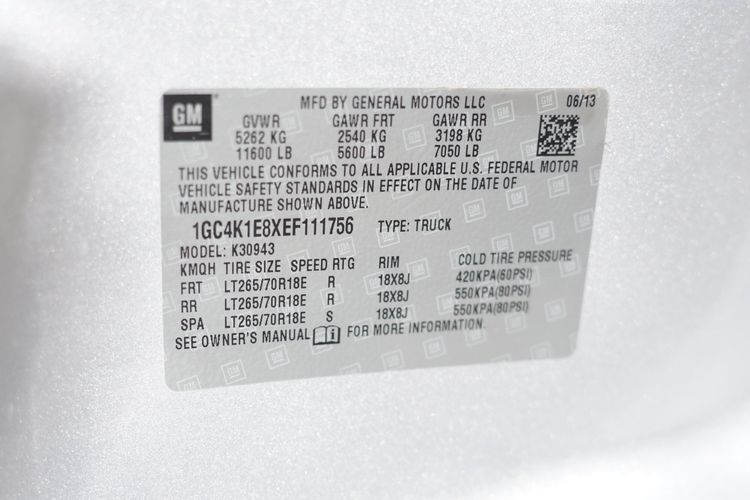 GM
MFD BY GENERAL MOTORS LLC 06/13
GVWR GAWR FRT GAWR RR
5262 KG 2540 KG 3198 KG
11600 LB 5600 LB 7050 LB
THIS VEHICLE CONFORMS TO ALL APPLICABLE U.S. FEDERAL MOTOR
VEHICLE SAFETY STANDARDS IN EFFECT ON THE DATE OF
MANUFACTURE SHOWN ABOVE.
1GC4K1E8XEF111756 TYPE: TRUCK
MODEL: K30943
KMQH TIRE SIZE SPEED RTG RIM COLD TIRE PRESSURE
FRT LT265/70R18E R 18X8J 420KPA(60PSI)
RR LT265/70R18E R 18X8J 550KPA(80PSI)
SPA LT265/70R18E S 18X8J 550KPA(80PSI)
SEE OWNER'S MANUAL FOR MORE INFORMATION.